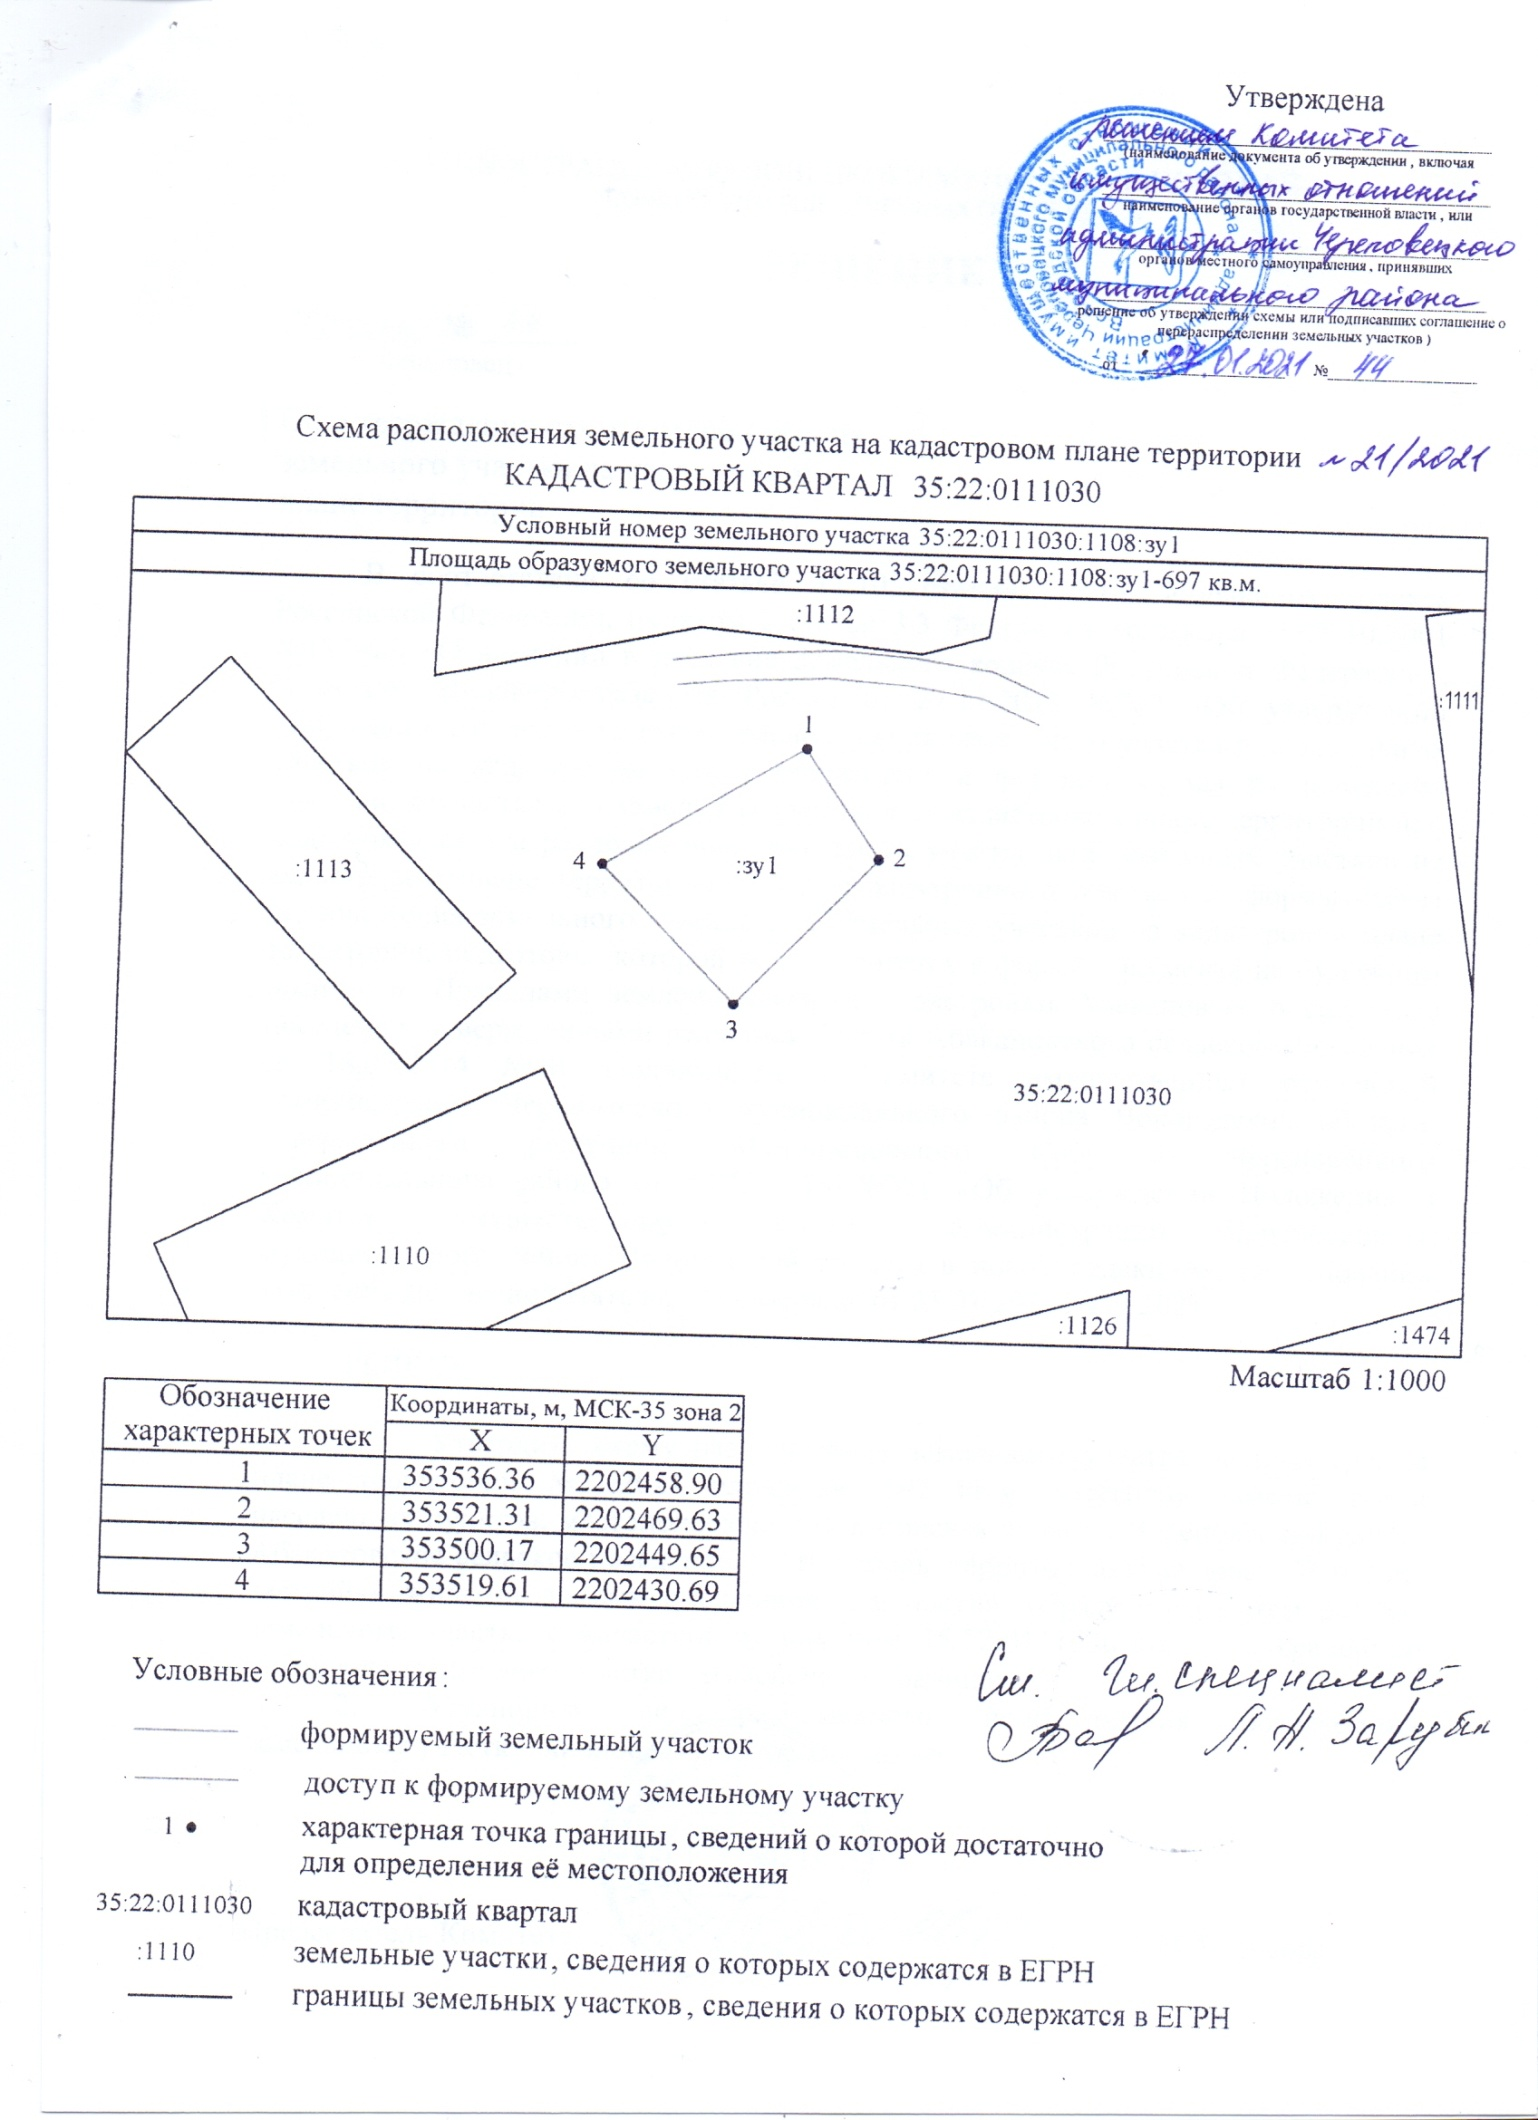 Утверждена
решением Комитета
(наименование документа об утверждении, включая
имущественных отношений
наименование органов государственной власти, или
администрации Череповецкого
органов местного самоуправления, принявших
муниципального района
решение об утверждении схемы или подписавших соглашение о
перераспределении земельных участков)
от 27.01.2021 № 44
Схема расположения земельного участка на кадастровом плане территории № 21/2021
КАДАСТРОВЫЙ КВАРТАЛ 35:22:0111030
Условный номер земельного участка 35:22:0111030:1108:зу1
Площадь образуемого земельного участка 35:22:0111030:1108:зу1-697 кв.м.
:1112
:1111
1
:1113
4
:зу1
2
3
35:22:0111030
:1110
:1126
:1474
Масштаб 1:1000
Обозначение характерных точек
Координаты, м, МСК-35 зона 2
X Y
1 353536.36 2202458.90
2 353521.31 2202469.63
3 353500.17 2202449.65
4 353519.61 2202430.69
Условные обозначения:
Гл. специалист
Л. Н.
формируемый земельный участок
доступ к формируемому земельному участку
1
характерная точка границы, сведений о которой достаточно
для определения её местоположения
35:22:0111030 кадастровый квартал
:1110 земельные участки, сведения о которых содержатся в ЕГРН
границы земельных участков, сведения о которых содержатся в ЕГРН